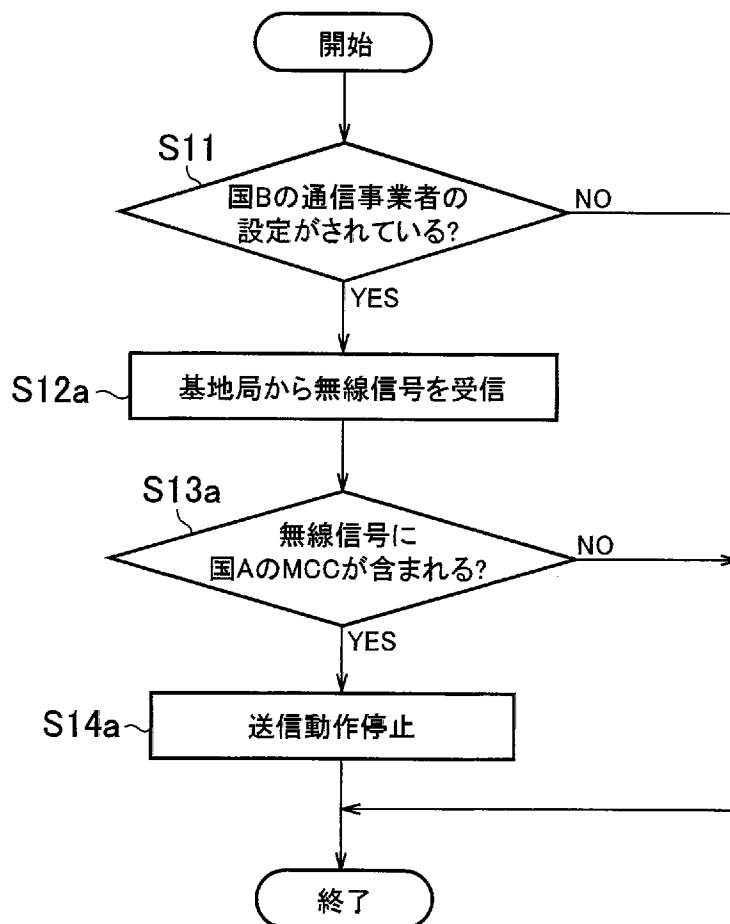 開始
S11
国Bの通信事業者の
設定がされている?
NO
YES
S12a
基地局から無線信号を受信
S13a
無線信号に
国AのMCCが含まれる?
NO
YES
S14a
送信動作停止
終了